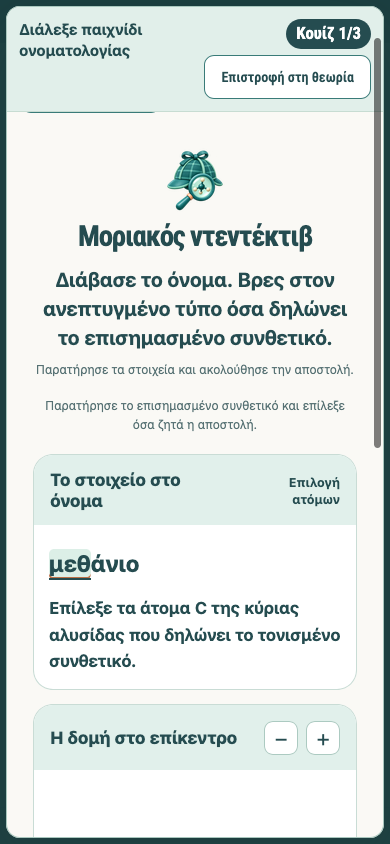 Διάλεξε παιχνίδι
ονοματολογίας
Κουίζ 1/3
Επιστροφή στη θεωρία
Μοριακός ντεντέκτιβ
Διάβασε το όνομα. Βρες στον
ανεπτυγμένο τύπο όσα δηλώνει
το επισημασμένο συνθετικό.
Παρατήρησε τα στοιχεία και ακολούθησε την αποστολή.
Παρατήρησε το επισημασμένο συνθετικό και επίλεξε
όσα ζητά η αποστολή.
Το στοιχείο στο
όνομα
Επιλογή
ατόμων
μεθάνιο
Επίλεξε τα άτομα C της κύριας
αλυσίδας που δηλώνει το τονισμένο
συνθετικό.
Η δομή στο επίκεντρο
− +